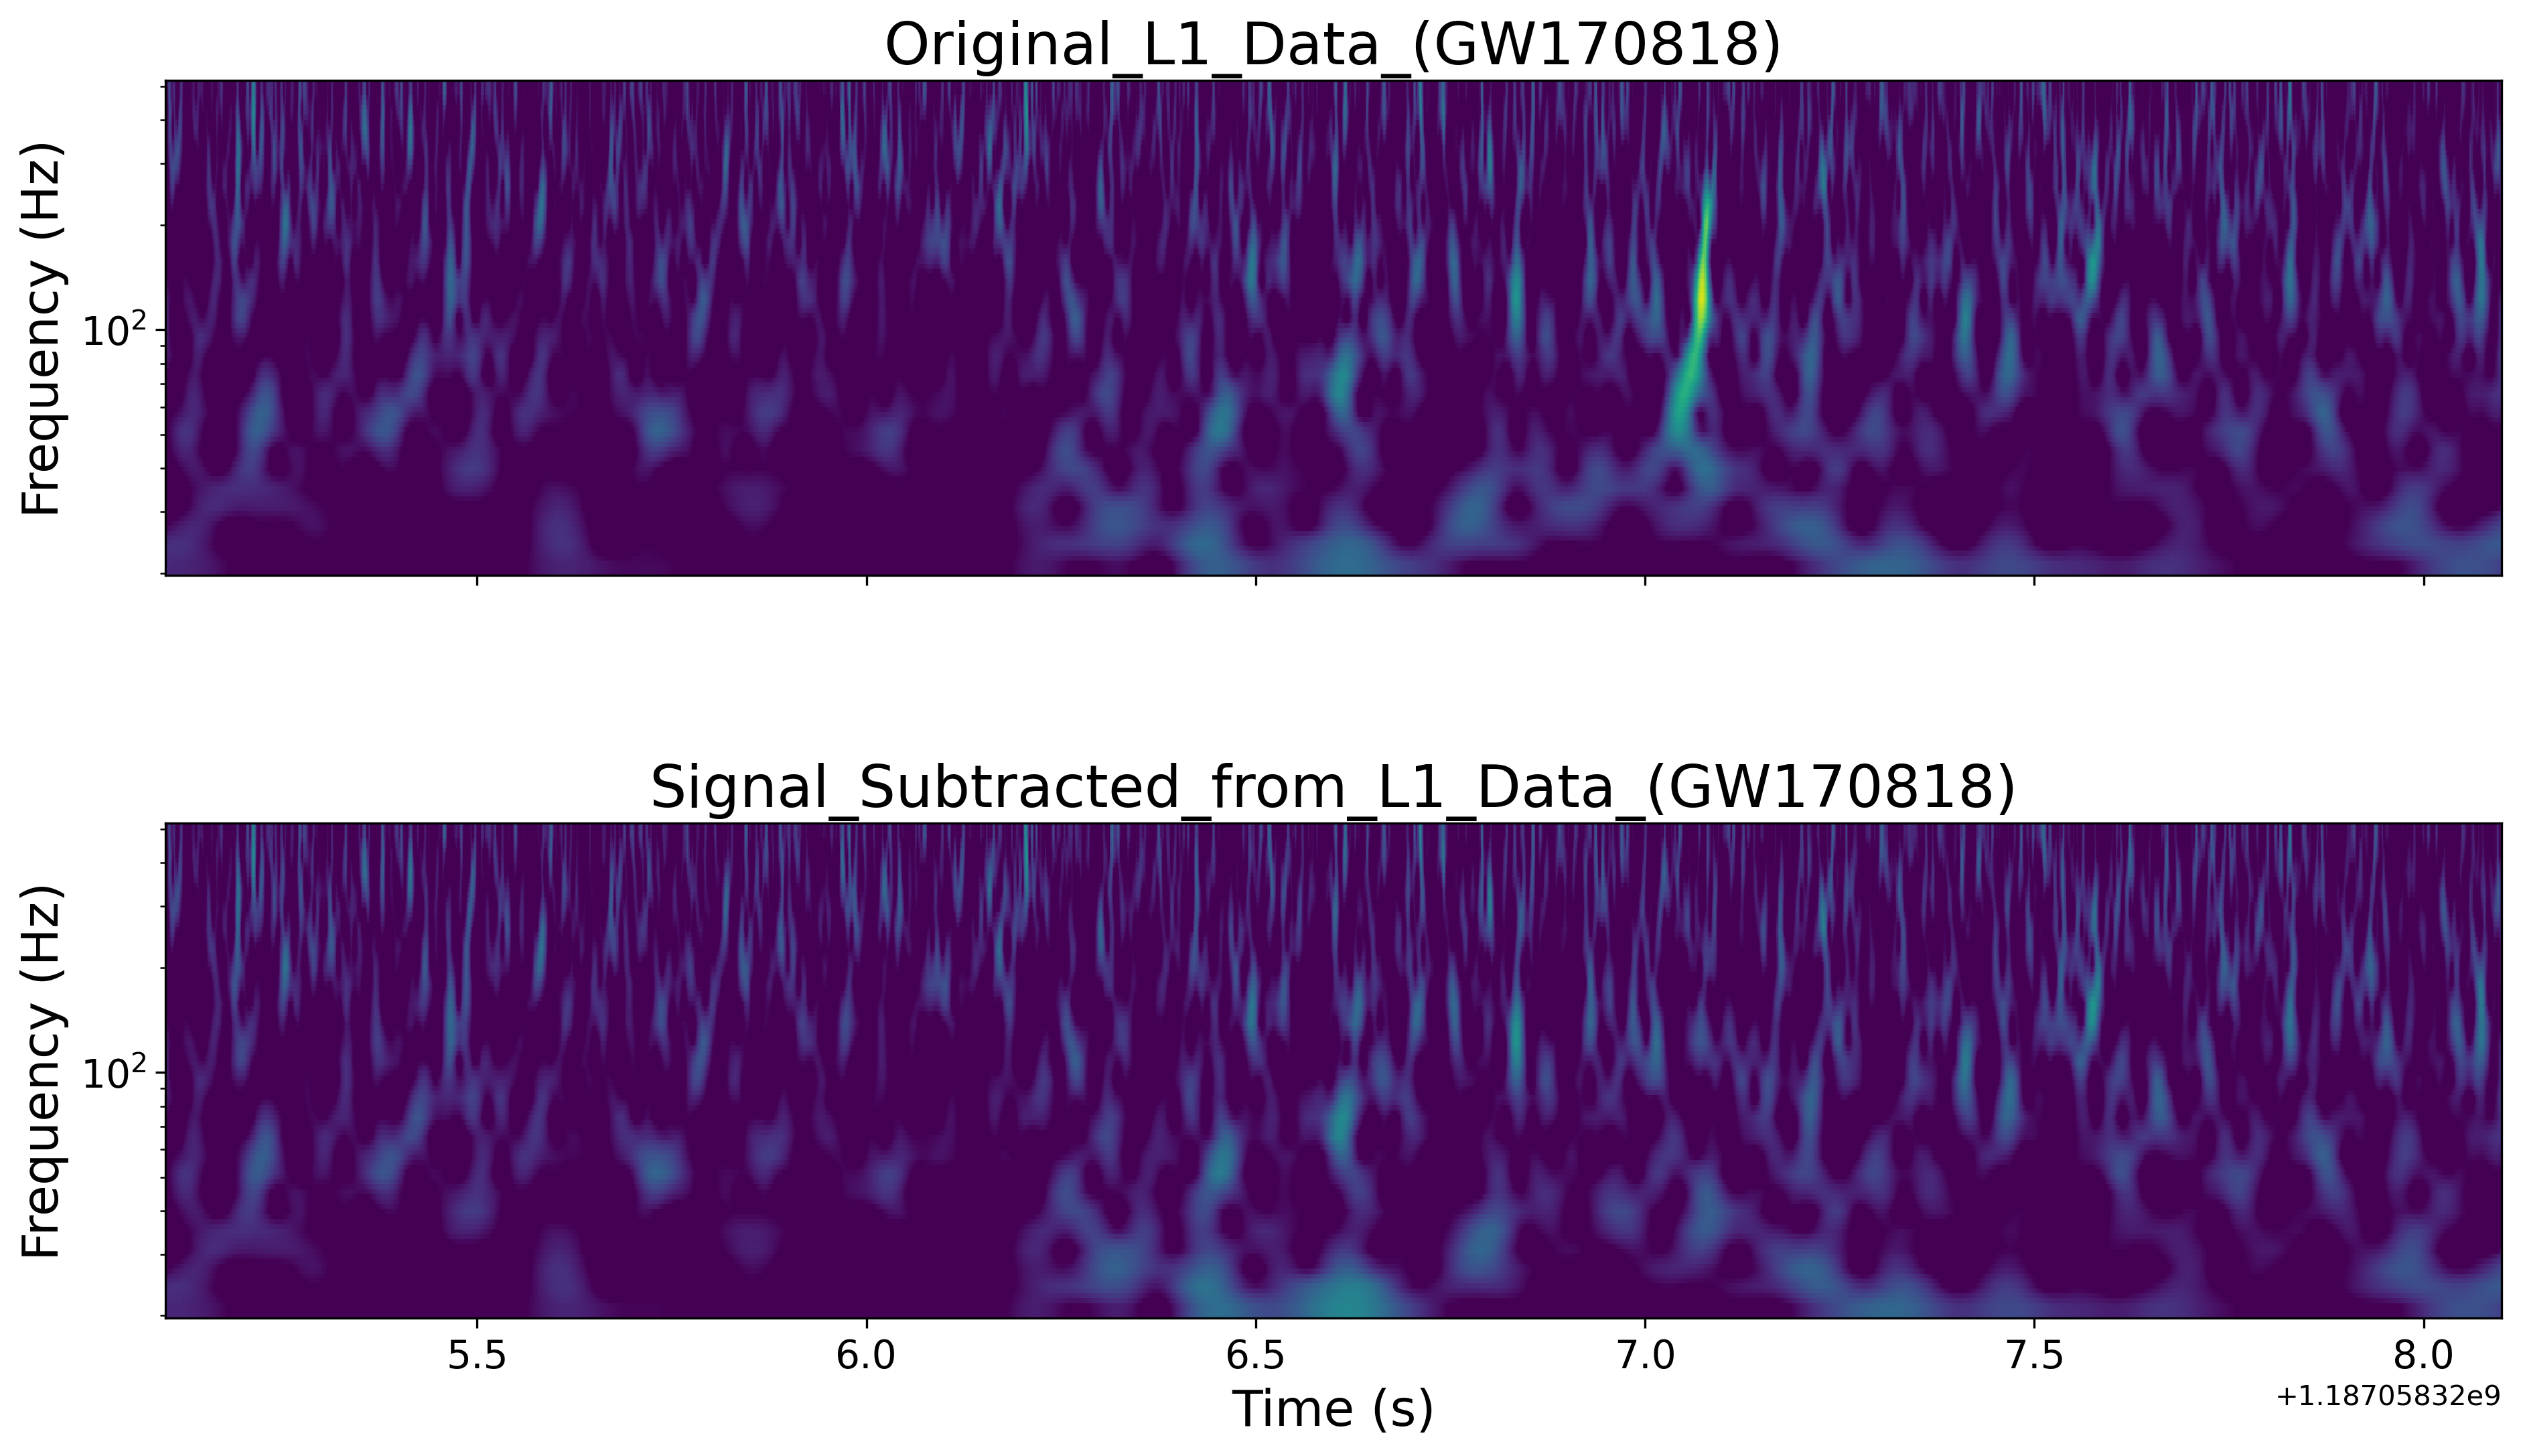 Original_L1_Data_(GW170818)
Frequency (Hz)
10²
Signal_Subtracted_from_L1_Data_(GW170818)
Frequency (Hz)
10²
5.5 6.0 6.5 7.0 7.5 8.0
Time (s)
+1.18705832e9